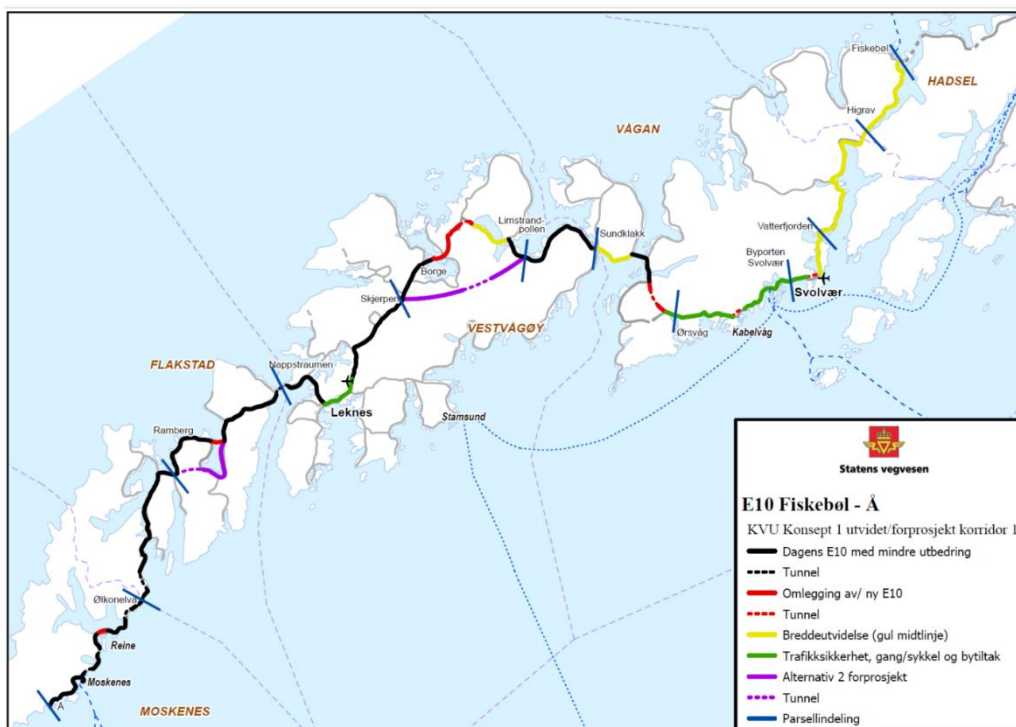 Fiskebøl
HADSEL
Higrav
VÅGAN
Vatterfjorden
Limstrand-
pollen
Sundklakk
Byporten
Svolvær
Borge
Svolvær
Skjerpen
VESTVÅGØY
Ørsvåg
Kabelvåg
FLAKSTAD
Nappstraumen
Leknes
Stamsund
Ramberg
Ølkonelva
Reine
Moskenes
Å
MOSKENES
Statens vegvesen
E10 Fiskebøl - Å
KVU Konsept 1 utvidet/forprosjekt korridor 1
Dagens E10 med mindre utbedring
Tunnel
Omlegging av/ ny E10
Tunnel
Breddeutvidelse (gul midtlinje)
Trafikksikkerhet, gang/sykkel og bytiltak
Alternativ 2 forprosjekt
Tunnel
Parsellindeling